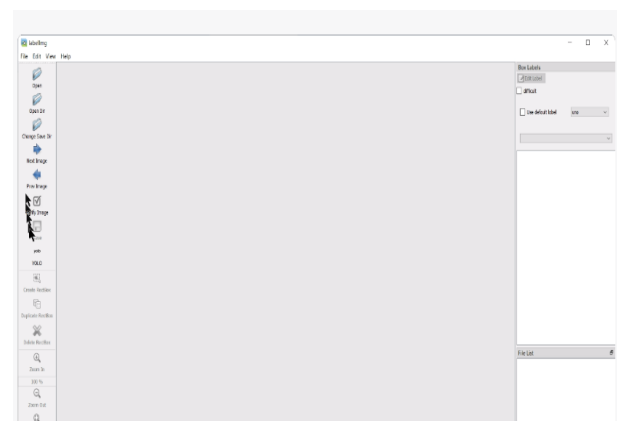 labelImg
File Edit View Help
Open
Open Dir
Change Save Dir
Next Image
Prev Image
Image
YOLO
Create RectBox
Duplicate RectBox
Delete RectBox
Zoom In
100 %
Zoom Out
Box Labels
Edit Label
difficult
Use default label
File List